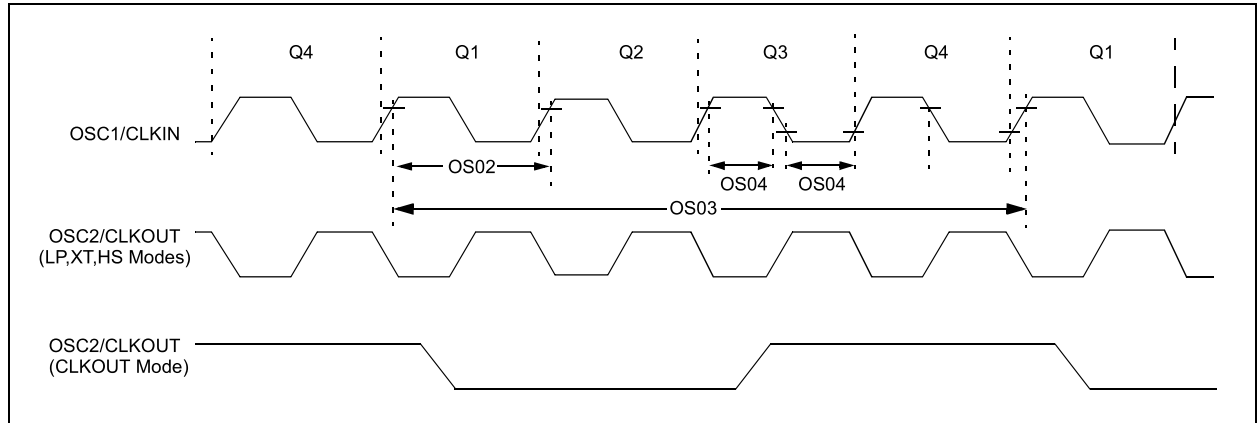 Q4 Q1 Q2 Q3 Q4 Q1
OSC1/CLKIN
OS02
OS04 OS04
OS03
OSC2/CLKOUT
(LP,XT,HS Modes)
OSC2/CLKOUT
(CLKOUT Mode)